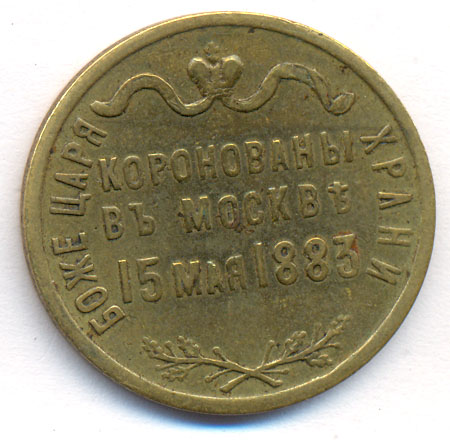 БОЖЕ ЦАРЯ ХРАНИ
КОРОНОВАНЫ
ВЪ МОСКВѢ
15 МАЯ 1883